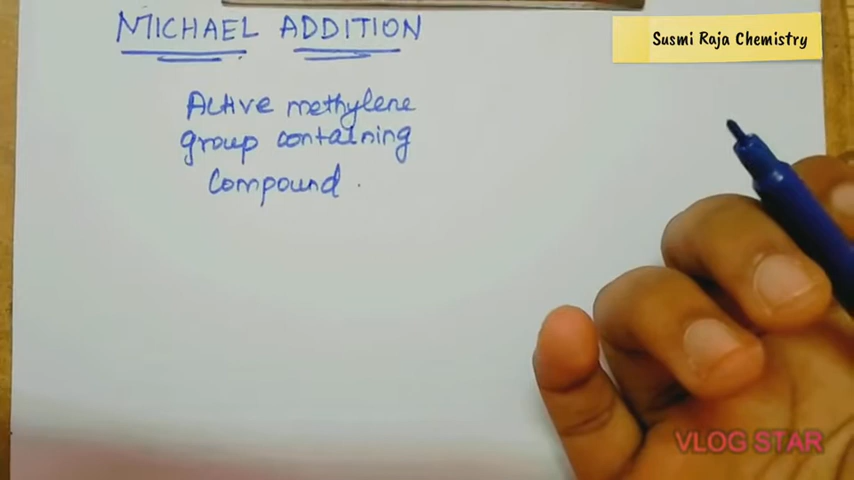 MICHAEL ADDITION
Susmi Raja Chemistry
Active methylene
group containing
Compound.
VLOG STAR